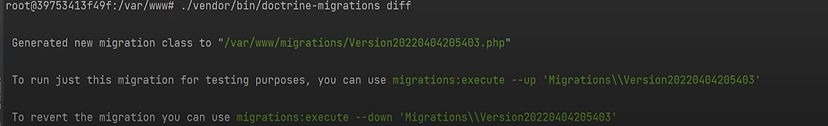 root@39753413f49f:/var/www# ./vendor/bin/doctrine-migrations diff
Generated new migration class to "/var/www/migrations/Version20220404205403.php"
To run just this migration for testing purposes, you can use migrations:execute --up 'Migrations\\Version20220404205403'
To revert the migration you can use migrations:execute --down 'Migrations\\Version20220404205403'